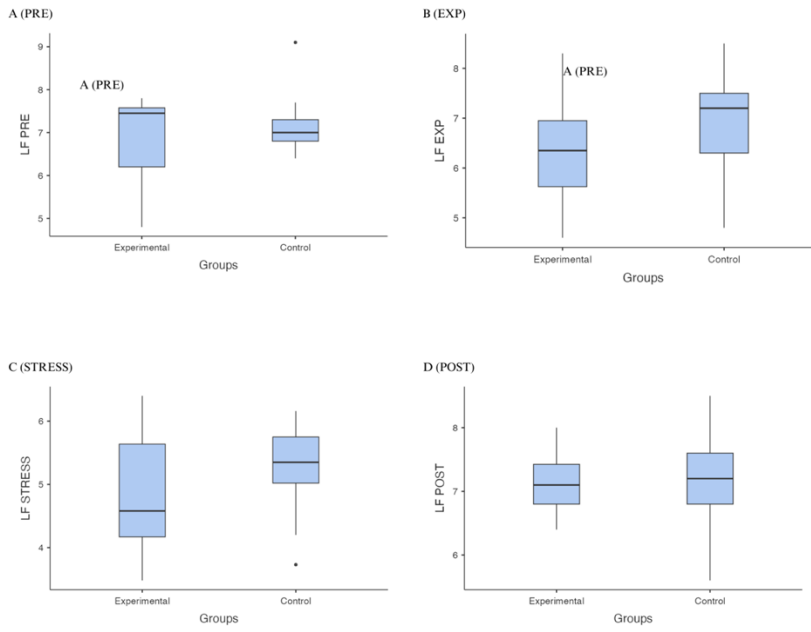 A (PRE)
9
8
7
6
5
LF PRE
A (PRE)
Experimental
Control
Groups
B (EXP)
8
7
6
5
LF EXP
A (PRE)
Experimental
Control
Groups
C (STRESS)
6
5
4
LF STRESS
Experimental
Control
Groups
D (POST)
8
7
6
LF POST
Experimental
Control
Groups